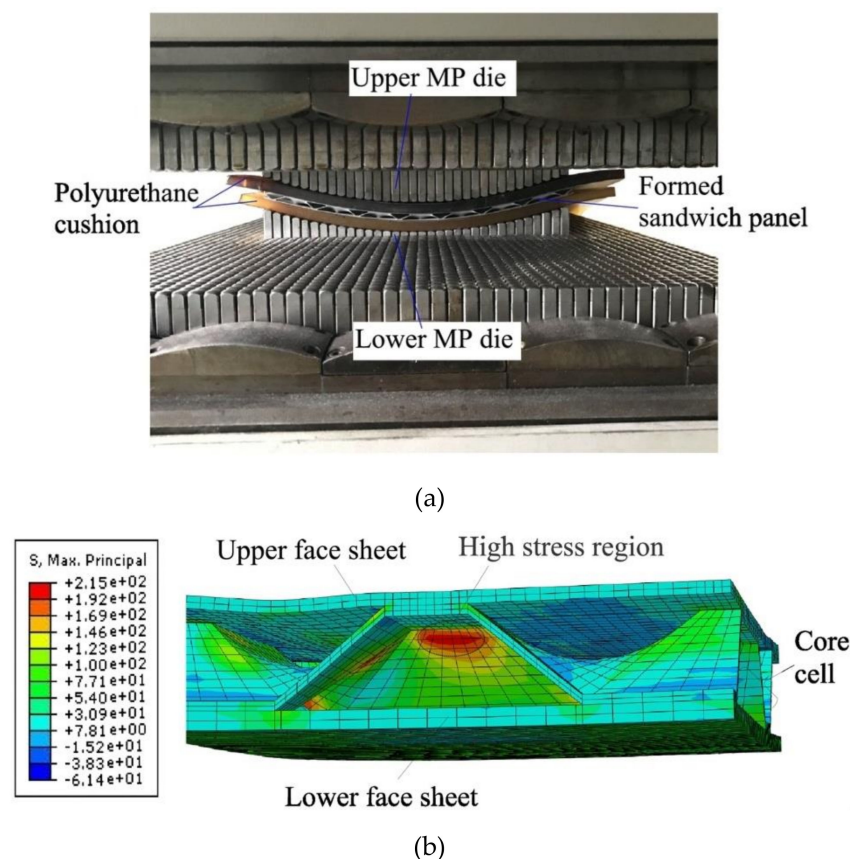 Upper MP die
Polyurethane
cushion
Formed
sandwich panel
Lower MP die
(a)
Upper face sheet
High stress region
S, Max. Principal
+2.15e+02
+1.92e+02
+1.69e+02
+1.46e+02
+1.23e+02
+1.00e+02
+7.71e+01
+5.40e+01
+3.09e+01
+7.81e+00
-1.52e+01
-3.83e+01
-6.14e+01
Core
cell
Lower face sheet
(b)